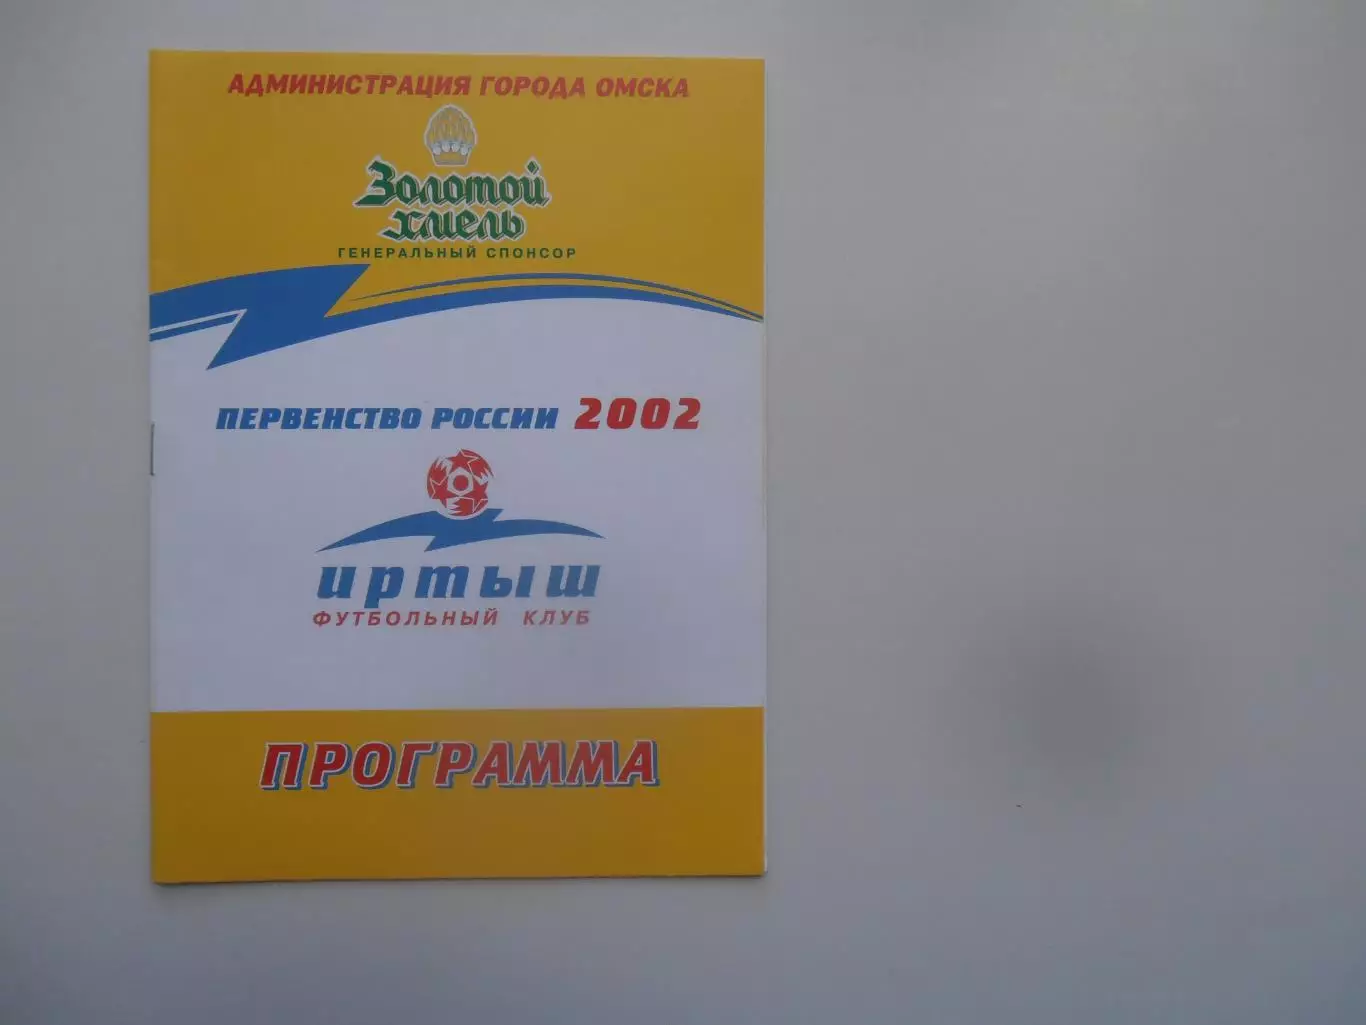 АДМИНИСТРАЦИЯ ГОРОДА ОМСКА
Золотой
хмель
ГЕНЕРАЛЬНЫЙ СПОНСОР
ПЕРВЕНСТВО РОССИИ 2002
иртыш
ФУТБОЛЬНЫЙ КЛУБ
ПРОГРАММА